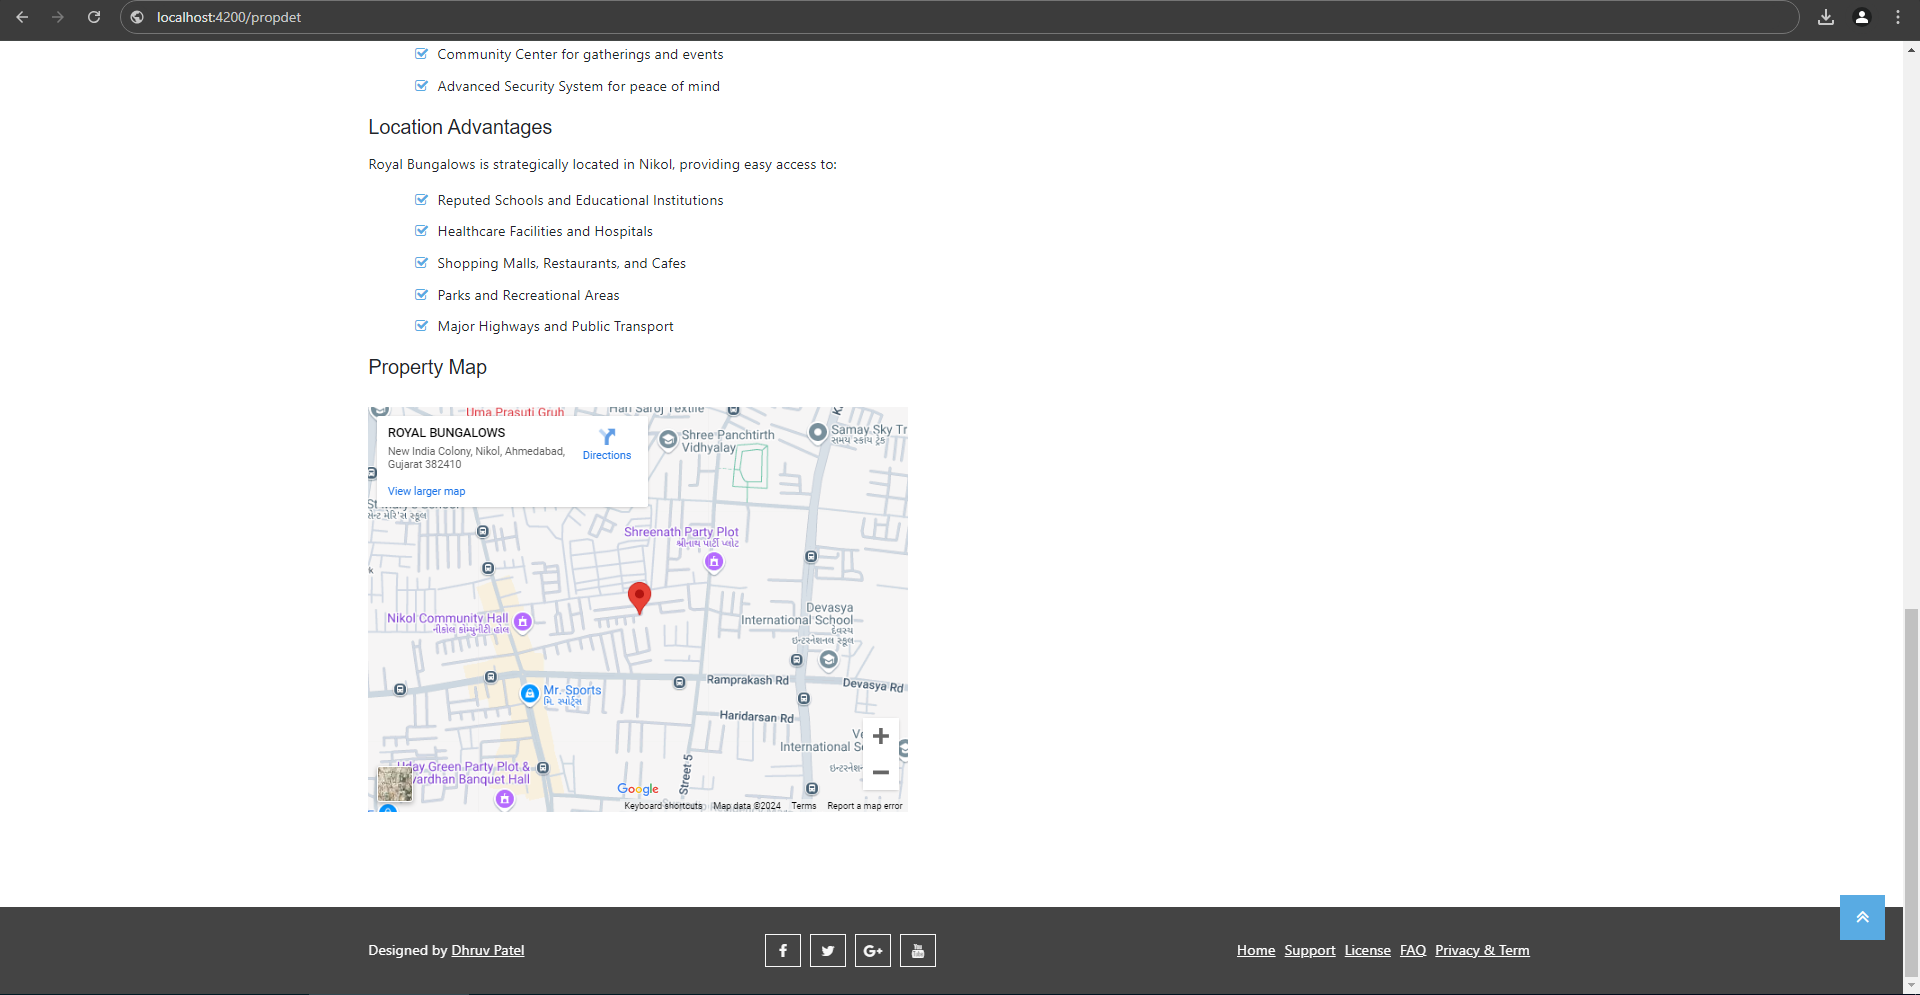 localhost:4200/propdet
Community Center for gatherings and events
Advanced Security System for peace of mind
Location Advantages
Royal Bungalows is strategically located in Nikol, providing easy access to:
Reputed Schools and Educational Institutions
Healthcare Facilities and Hospitals
Shopping Malls, Restaurants, and Cafes
Parks and Recreational Areas
Major Highways and Public Transport
Property Map
Uma Prasuti Gruh
Hari Saroj Textile
ROYAL BUNGALOWS
New India Colony, Nikol, Ahmedabad,
Gujarat 382410
Directions
View larger map
Shree Panchtirth
Vidhyalay
Samay Sky Tr
સમય સ્કાય ટ્રેક
સેન્ટ મેરિ'સ સ્કૂલ
Shreenath Party Plot
શ્રીનાથ પાર્ટી પ્લોટ
Nikol Community Hall
નીકોલ કોમ્યુનીટી હોલ
Devasya
International School
દેવસ્ય
ઇન્ટરનેશનલ સ્કૂલ
Ramprakash Rd
Devasya Rd
Mr. Sports
મિ. સ્પોર્ટ્સ
Haridarsan Rd
International S
Street 5
Uday Green Party Plot &
vardhan Banquet Hall
Google
Keyboard shortcuts
Map data ©2024
Terms
Report a map error
Designed by Dhruv Patel
Home Support License FAQ Privacy & Term